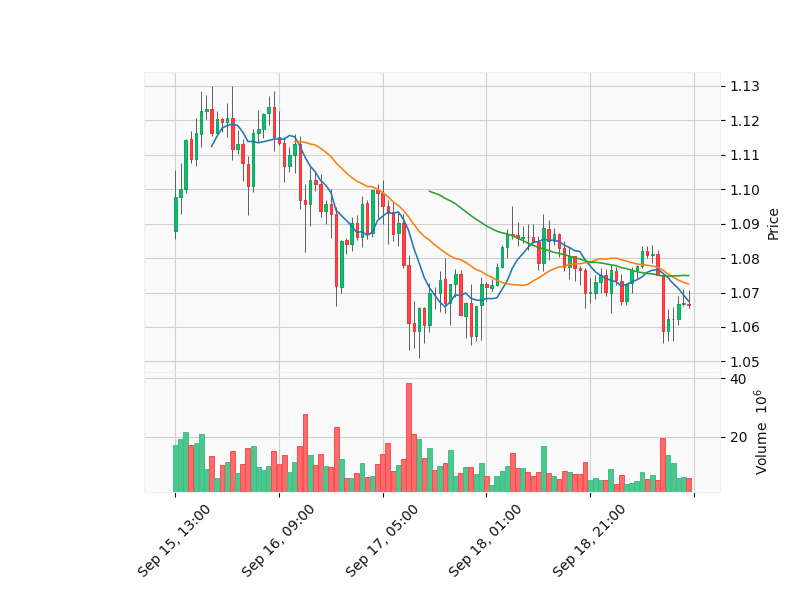 1.13
1.12
1.11
1.10
1.09
1.08
1.07
1.06
1.05
Price
40
20
Volume 10^6
Sep 15, 13:00
Sep 16, 09:00
Sep 17, 05:00
Sep 18, 01:00
Sep 18, 21:00